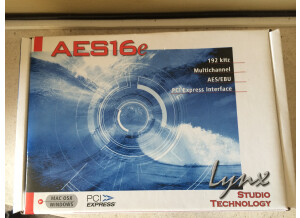 AES16e
192 kHz
Multichannel
AES/EBU
PCI Express Interface
MAC OSX
WINDOWS
PCI
EXPRESS
Lynx
STUDIO
TECHNOLOGY